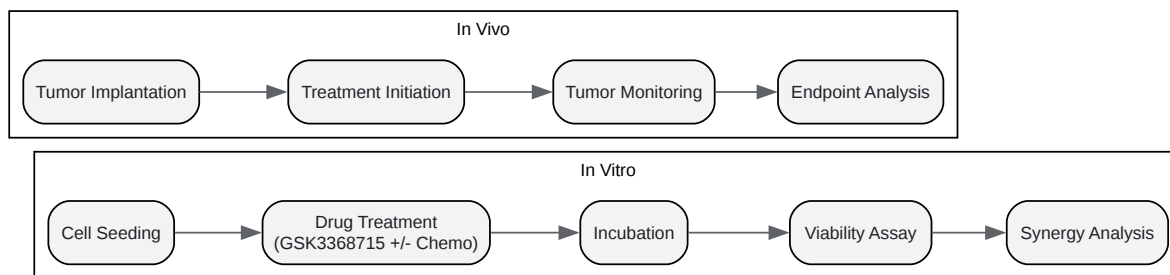 In Vivo
Tumor Implantation
Treatment Initiation
Tumor Monitoring
Endpoint Analysis
In Vitro
Cell Seeding
Drug Treatment
(GSK3368715 +/- Chemo)
Incubation
Viability Assay
Synergy Analysis